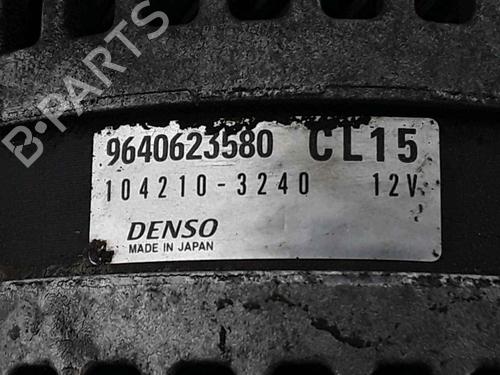 B-PARTS
9640623580 CL15
104210-3240 12V
DENSO
MADE IN JAPAN